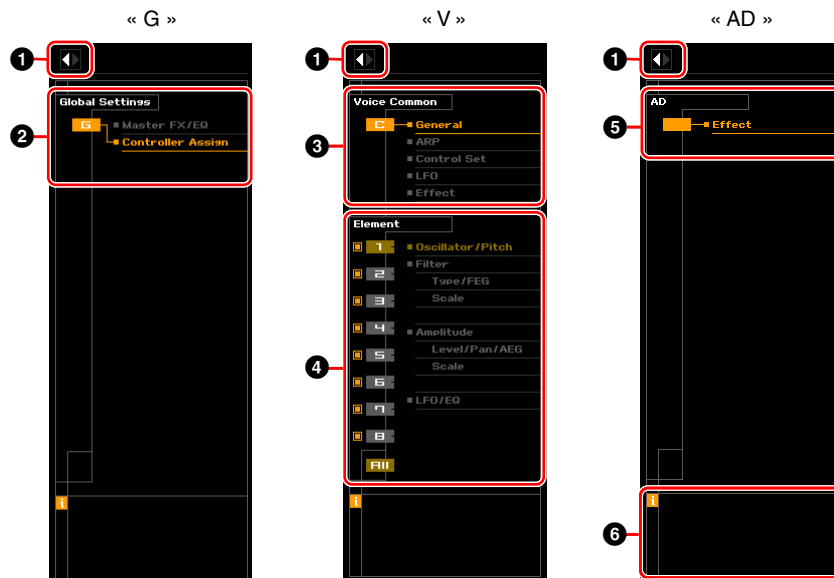 « G »
« V »
« AD »
1
1
1
Global Settings
G
Master FX/EQ
Controller Assign
2
Voice Common
C
General
ARP
Control Set
LFO
Effect
3
Element
1
Oscillator/Pitch
2
Filter
Type/FEG
3
Scale
4
Amplitude
5
Level/Pan/AEG
Scale
6
7
LFO/EQ
8
All
4
AD
Effect
5
i
i
i
6